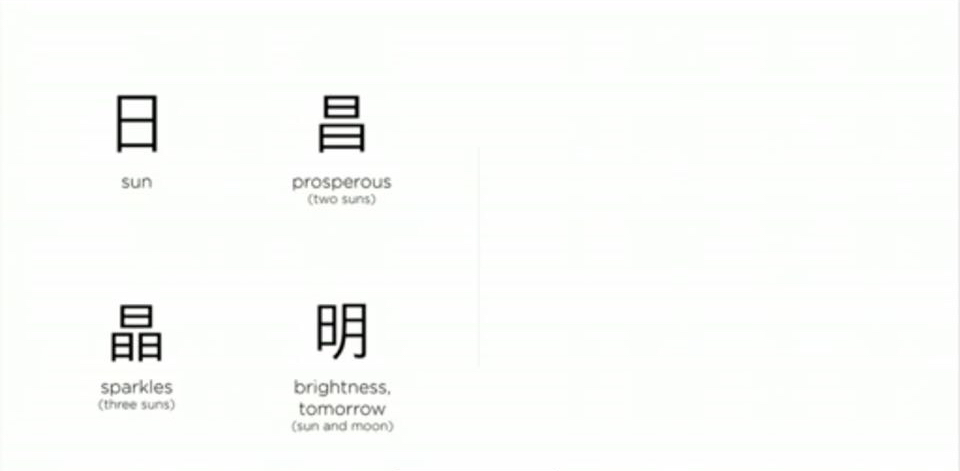 日
sun
昌
prosperous
(two suns)
晶
sparkles
(three suns)
明
brightness,
tomorrow
(sun and moon)